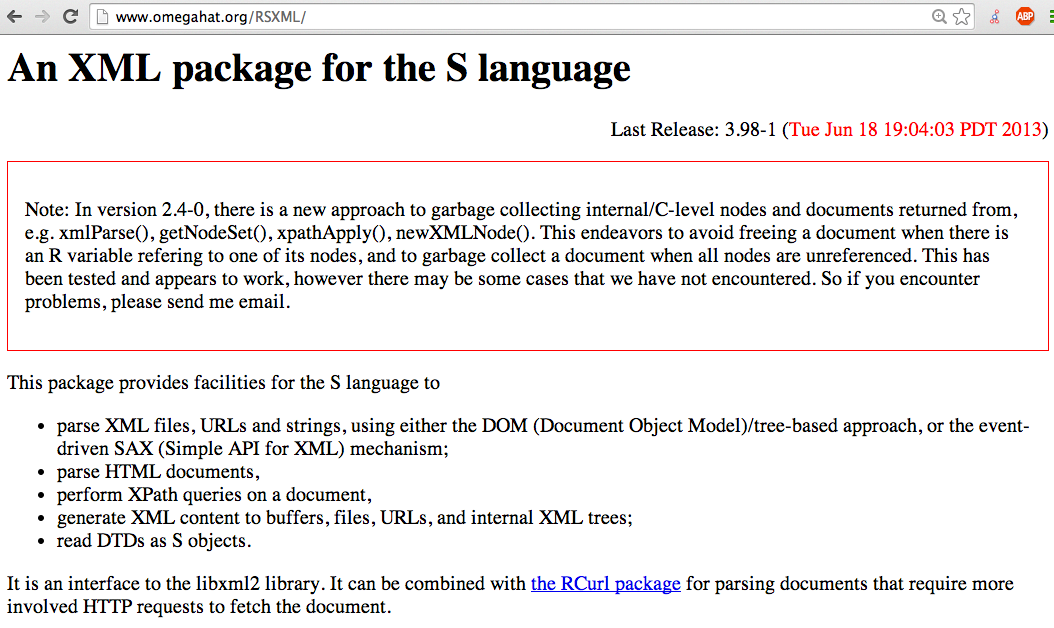 www.omegahat.org/RSXML/
ABP
An XML package for the S language
Last Release: 3.98-1 (Tue Jun 18 19:04:03 PDT 2013)
Note: In version 2.4-0, there is a new approach to garbage collecting internal/C-level nodes and documents returned from,
e.g. xmlParse(), getNodeSet(), xpathApply(), newXMLNode(). This endeavors to avoid freeing a document when there is
an R variable refering to one of its nodes, and to garbage collect a document when all nodes are unreferenced. This has
been tested and appears to work, however there may be some cases that we have not encountered. So if you encounter
problems, please send me email.
This package provides facilities for the S language to
• parse XML files, URLs and strings, using either the DOM (Document Object Model)/tree-based approach, or the event-
driven SAX (Simple API for XML) mechanism;
• parse HTML documents,
• perform XPath queries on a document,
• generate XML content to buffers, files, URLs, and internal XML trees;
• read DTDs as S objects.
It is an interface to the libxml2 library. It can be combined with the RCurl package for parsing documents that require more
involved HTTP requests to fetch the document.